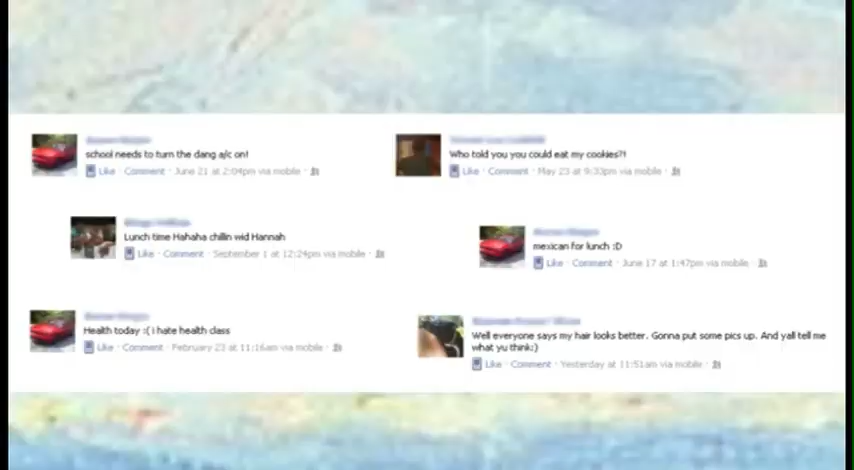 school needs to turn the dang a/c on!
Like · Comment · June 21 at 2:04pm via mobile ·
Who told you you could eat my cookies?!
Like · Comment · May 23 at 9:33pm via mobile ·
Lunch time Hahaha chillin wid Hannah
Like · Comment · September 1 at 12:24pm via mobile ·
mexican for lunch :D
Like · Comment · June 17 at 1:47pm via mobile ·
Health today :( i hate health class
Like · Comment · February 23 at 11:16am via mobile ·
Well everyone says my hair looks better. Gonna put some pics up. And yall tell me
what yu think:)
Like · Comment · Yesterday at 11:51am via mobile ·